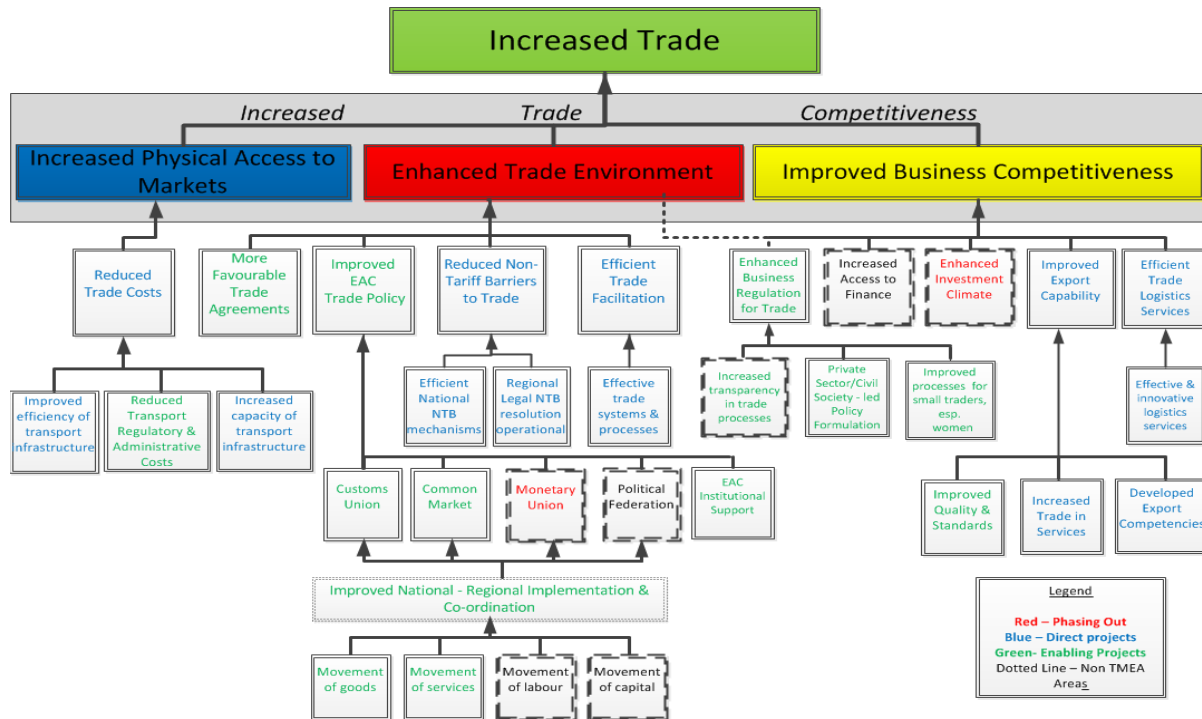 Increased Trade
Increased Trade Competitiveness
Increased Physical Access to
Markets
Enhanced Trade Environment
Improved Business Competitiveness
Reduced
Trade Costs
More
Favourable
Trade
Agreements
Improved
EAC
Trade Policy
Reduced Non-
Tariff Barriers
to Trade
Efficient
Trade
Facilitation
Enhanced
Business
Regulation
for Trade
Increased
Access to
Finance
Enhanced
Investment
Climate
Improved
Export
Capability
Efficient
Trade
Logistics
Services
Improved
efficiency of
transport
nfrastructure
Reduced
Transport
Regulatory &
Administrative
Costs
Increased
capacity of
transport
infrastructure
Efficient
National
NTB
mechanisms
Regional
Legal NTB
resolution
operational
Effective
trade
systems &
processes
Increased
transparency
in trade
processes
Private
Sector/Civil
Society - led
Policy
Formulation
Improved
processes for
small traders,
esp.
women
Effective &
innovative
logistics
services
Customs
Union
Common
Market
Monetary
Union
Political
Federation
EAC
Institutional
Support
Improved
Quality &
Standards
Increased
Trade in
Services
Developed
Export
Competencies
Improved National - Regional Implementation &
Co-ordination
Movement
of goods
Movement
of services
Movement
of labour
Movement
of capital
Legend
Red – Phasing Out
Blue – Direct projects
Green- Enabling Projects
Dotted Line – Non TMEA
Areas